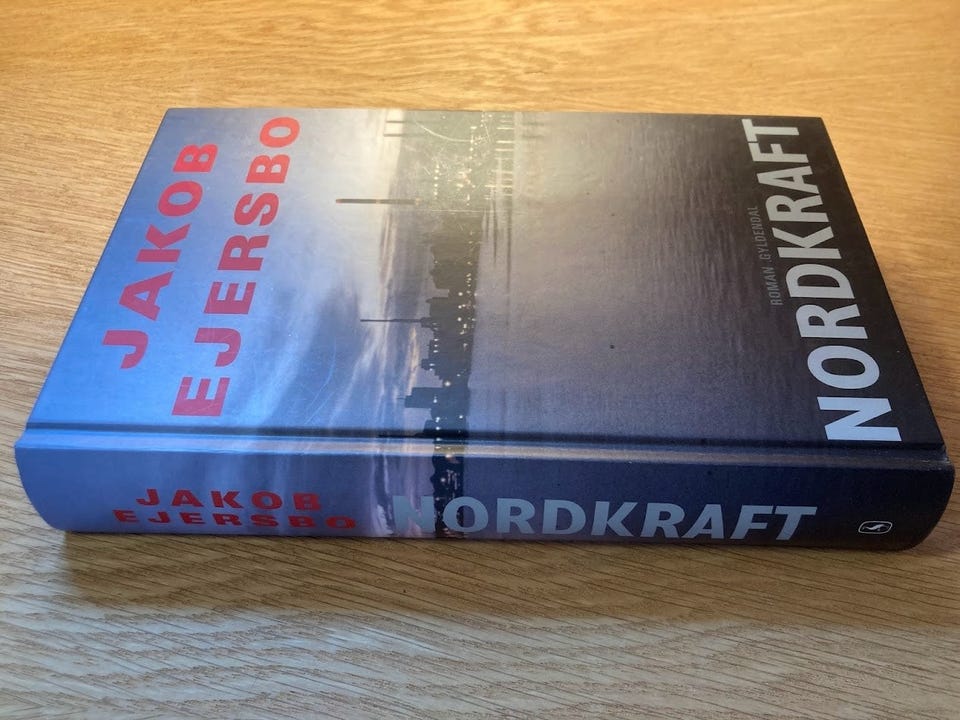 JAKOB
EJERSBO
ROMAN . GYLDENDAL
NORDKRAFT
JAKOB
EJERSBO
NORDKRAFT